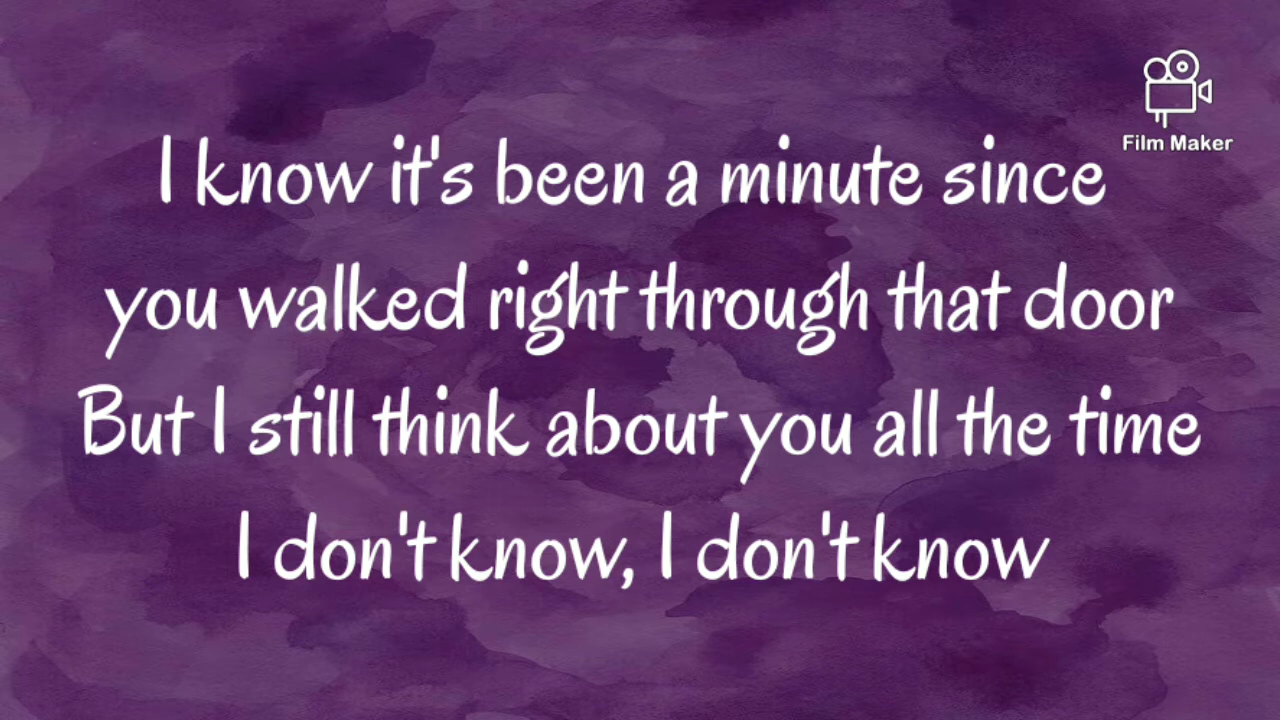 Film Maker
I know it's been a minute since
you walked right through that door
But I still think about you all the time
I don't know, I don't know